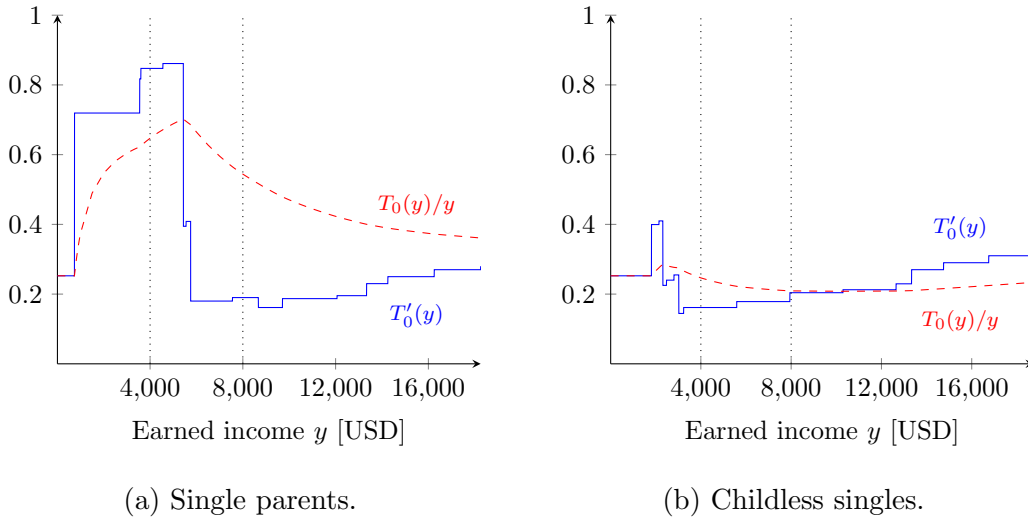 1
0.8
0.6
0.4
0.2
4,000 8,000 12,000 16,000
T₀(y)/y
T₀′(y)
Earned income y [USD]
(a) Single parents.
1
0.8
0.6
0.4
0.2
4,000 8,000 12,000 16,000
T₀′(y)
T₀(y)/y
Earned income y [USD]
(b) Childless singles.